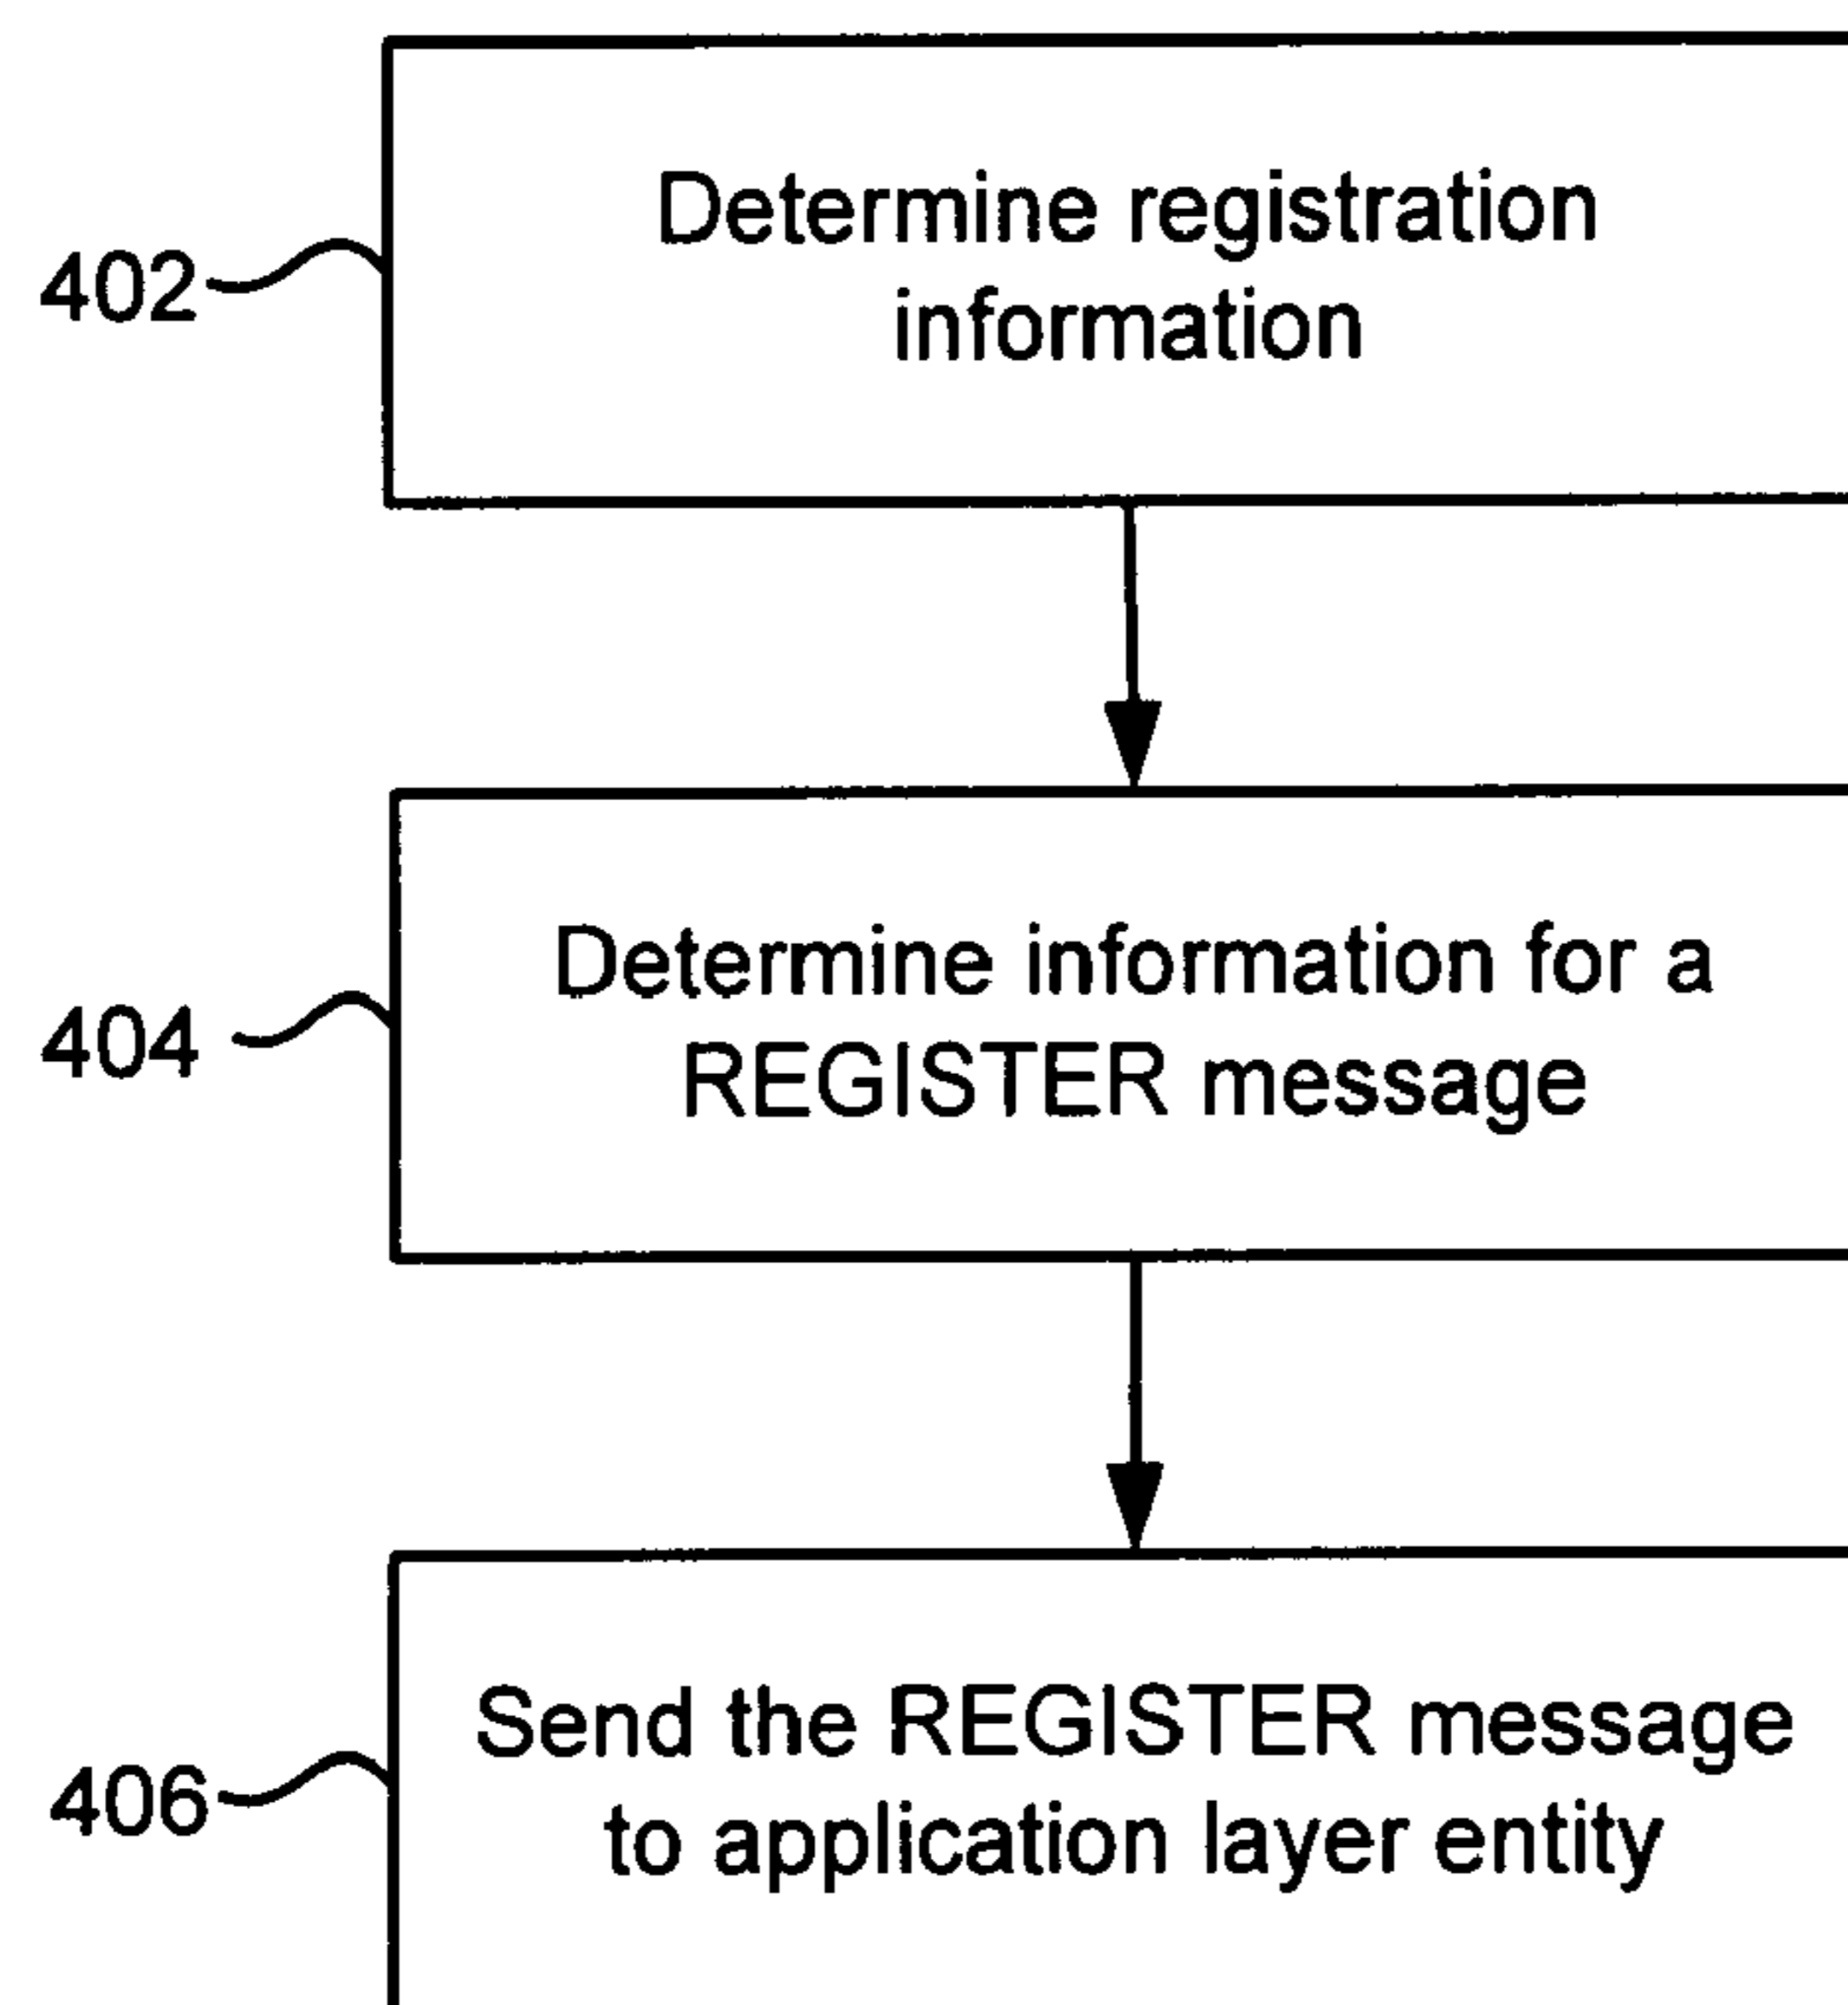 Determine registration
information
402
Determine information for a
REGISTER message
404
Send the REGISTER message
to application layer entity
406